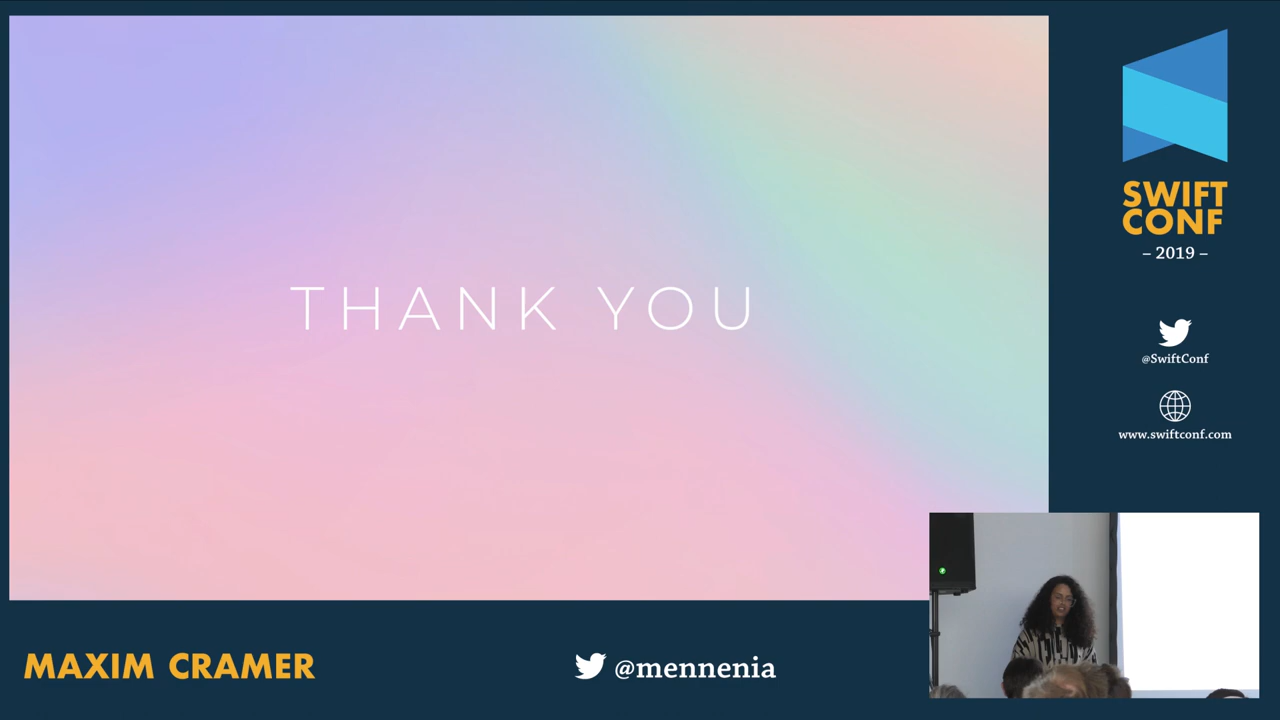 THANK YOU
SWIFT
CONF
– 2019 –
@SwiftConf
www.swiftconf.com
MAXIM CRAMER
@mennenia